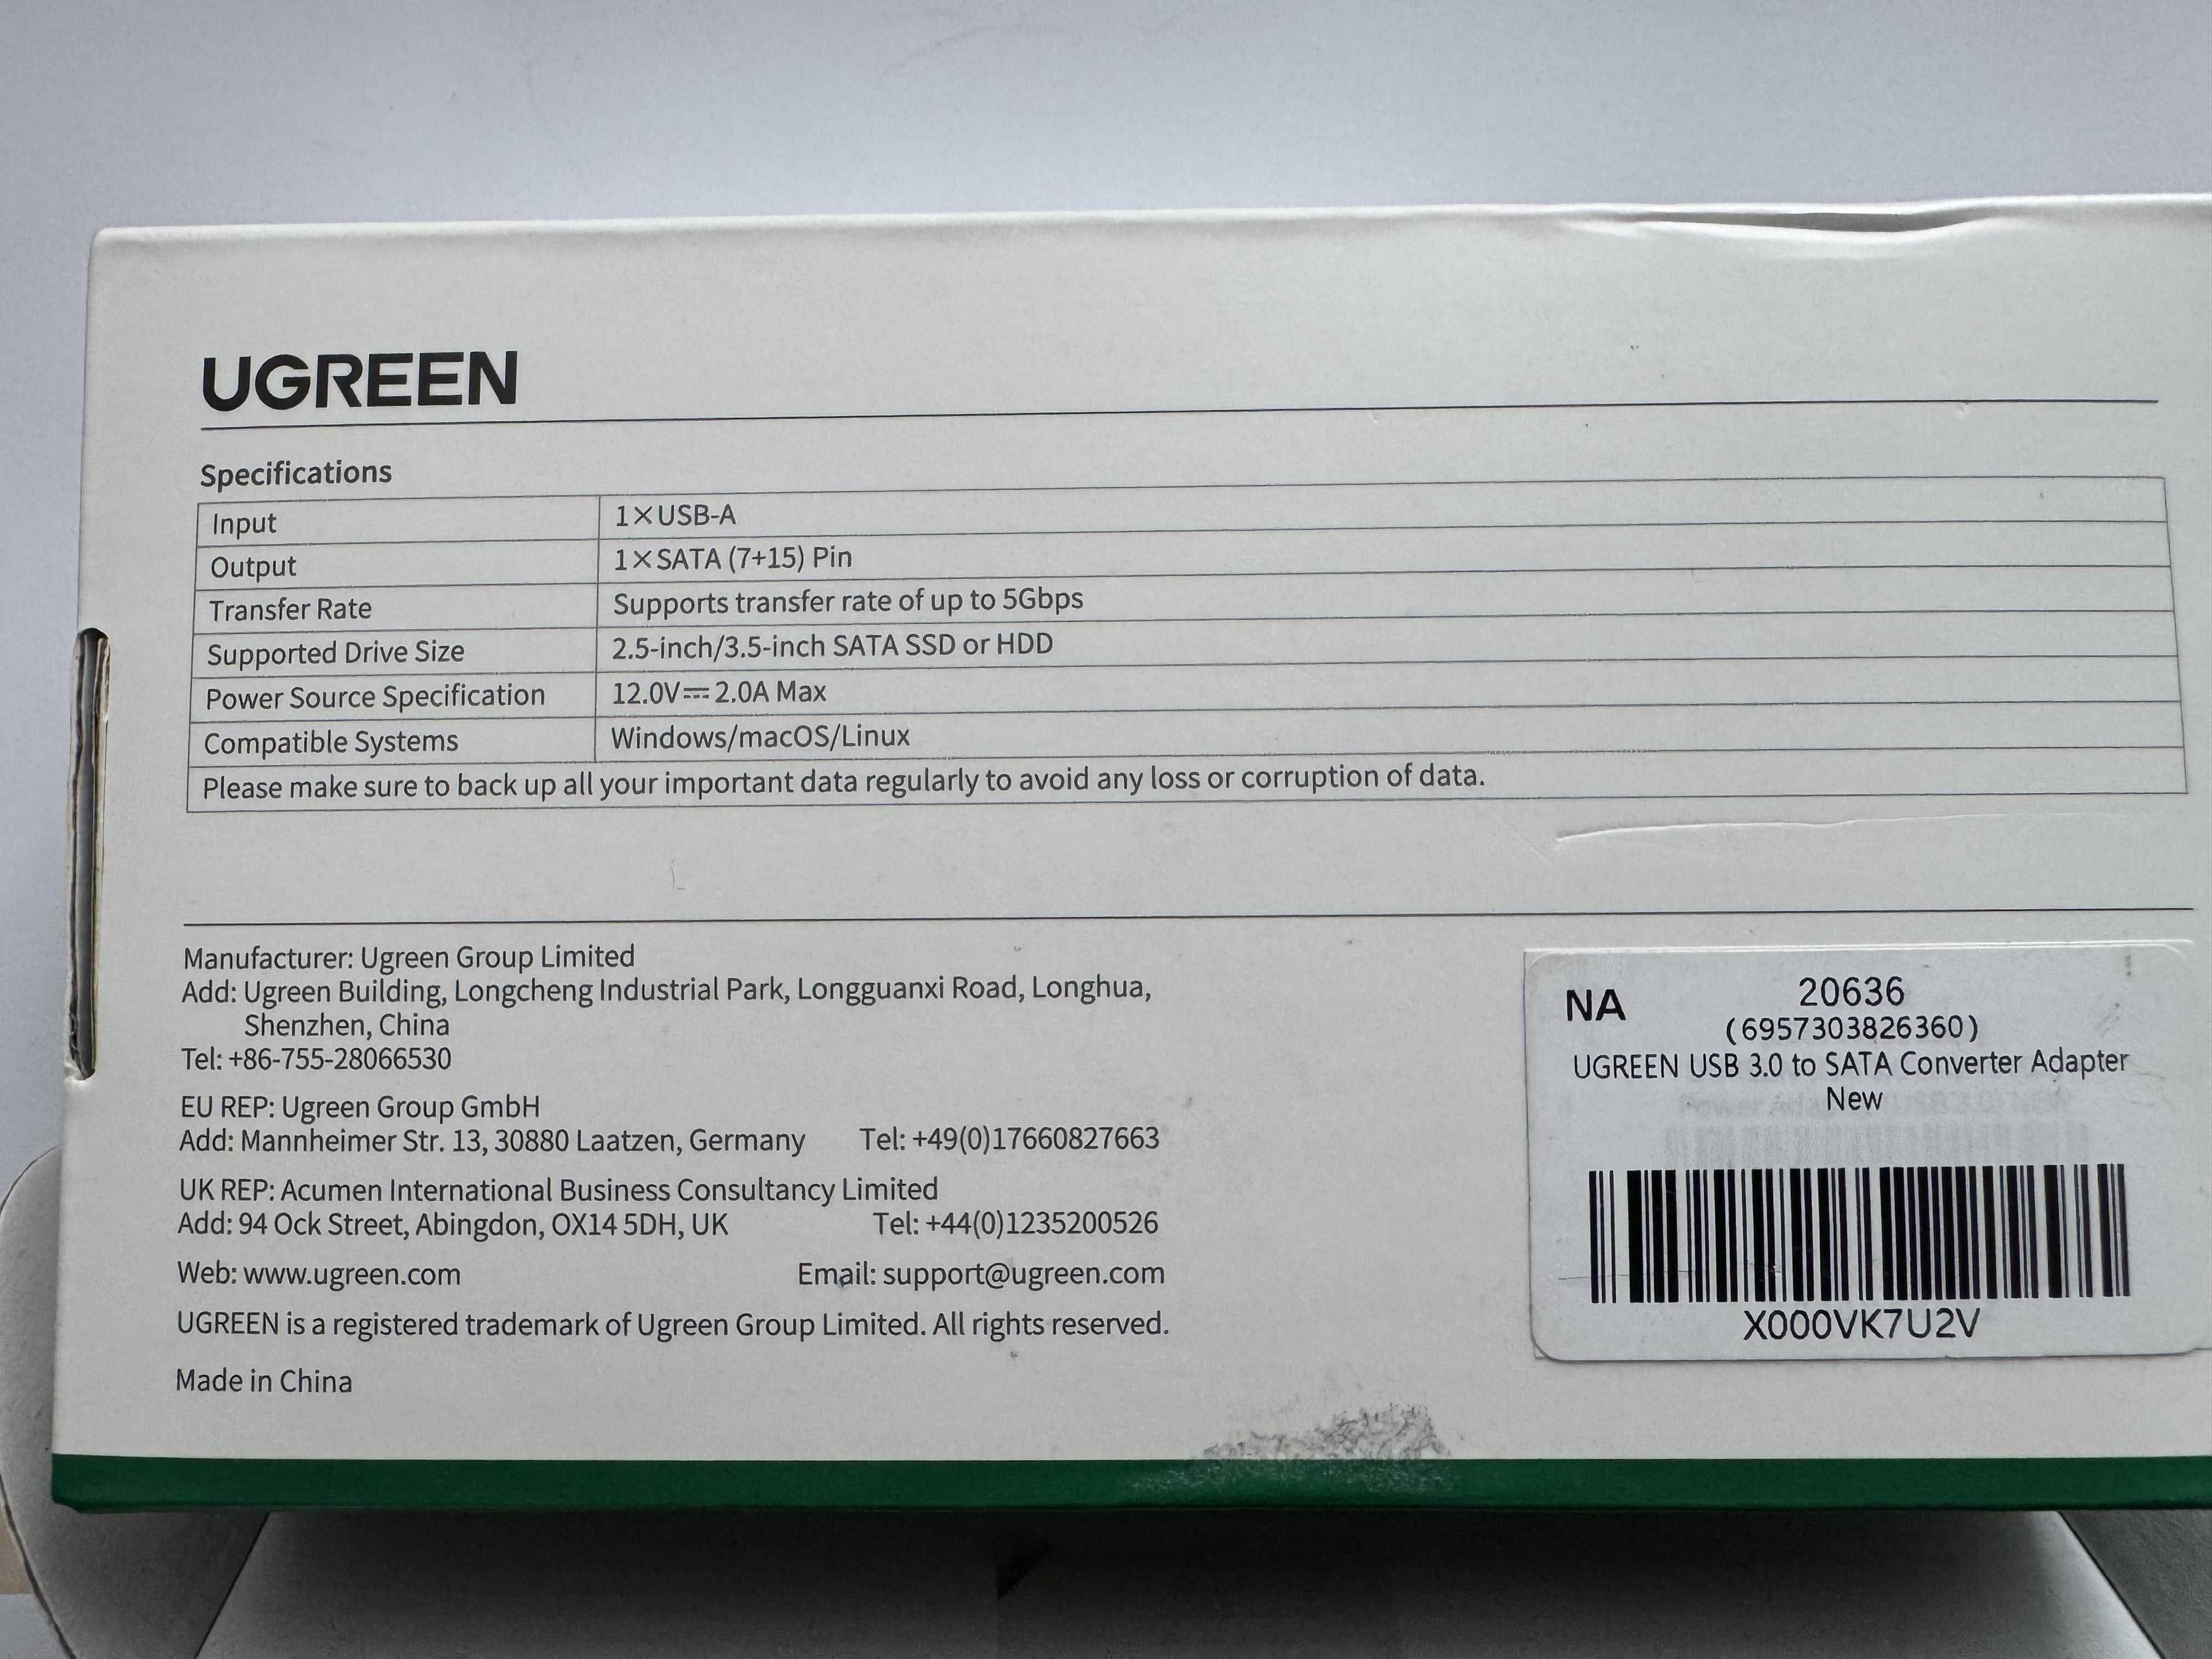 UGREEN
Specifications
Input 1×USB-A
Output 1×SATA (7+15) Pin
Transfer Rate Supports transfer rate of up to 5Gbps
Supported Drive Size 2.5-inch/3.5-inch SATA SSD or HDD
Power Source Specification 12.0V⎓2.0A Max
Compatible Systems Windows/macOS/Linux
Please make sure to back up all your important data regularly to avoid any loss or corruption of data.
Manufacturer: Ugreen Group Limited
Add: Ugreen Building, Longcheng Industrial Park, Longguanxi Road, Longhua,
Shenzhen, China
Tel: +86-755-28066530
EU REP: Ugreen Group GmbH
Add: Mannheimer Str. 13, 30880 Laatzen, Germany Tel: +49(0)17660827663
UK REP: Acumen International Business Consultancy Limited
Add: 94 Ock Street, Abingdon, OX14 5DH, UK Tel: +44(0)1235200526
Web: www.ugreen.com Email: support@ugreen.com
UGREEN is a registered trademark of Ugreen Group Limited. All rights reserved.
Made in China
NA 20636
(6957303826360)
UGREEN USB 3.0 to SATA Converter Adapter
New
X000VK7U2V